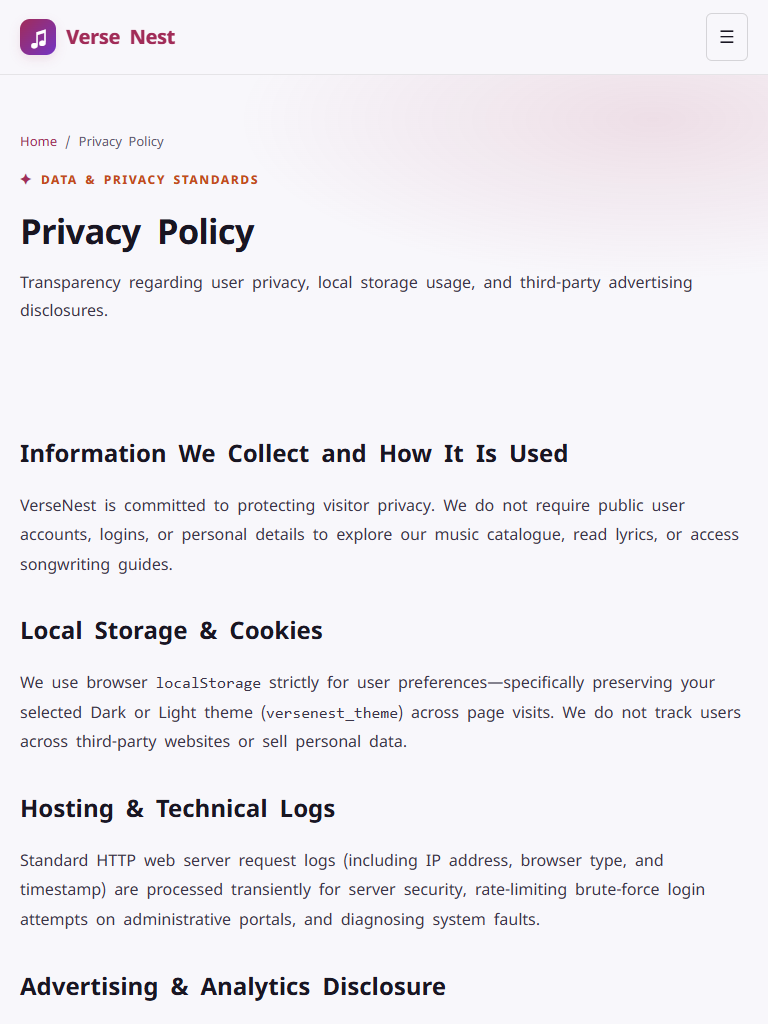 Verse Nest
Home / Privacy Policy
✦ DATA & PRIVACY STANDARDS
Privacy Policy
Transparency regarding user privacy, local storage usage, and third-party advertising
disclosures.
Information We Collect and How It Is Used
VerseNest is committed to protecting visitor privacy. We do not require public user
accounts, logins, or personal details to explore our music catalogue, read lyrics, or access
songwriting guides.
Local Storage & Cookies
We use browser localStorage strictly for user preferences—specifically preserving your
selected Dark or Light theme (versenest_theme) across page visits. We do not track users
across third-party websites or sell personal data.
Hosting & Technical Logs
Standard HTTP web server request logs (including IP address, browser type, and
timestamp) are processed transiently for server security, rate-limiting brute-force login
attempts on administrative portals, and diagnosing system faults.
Advertising & Analytics Disclosure